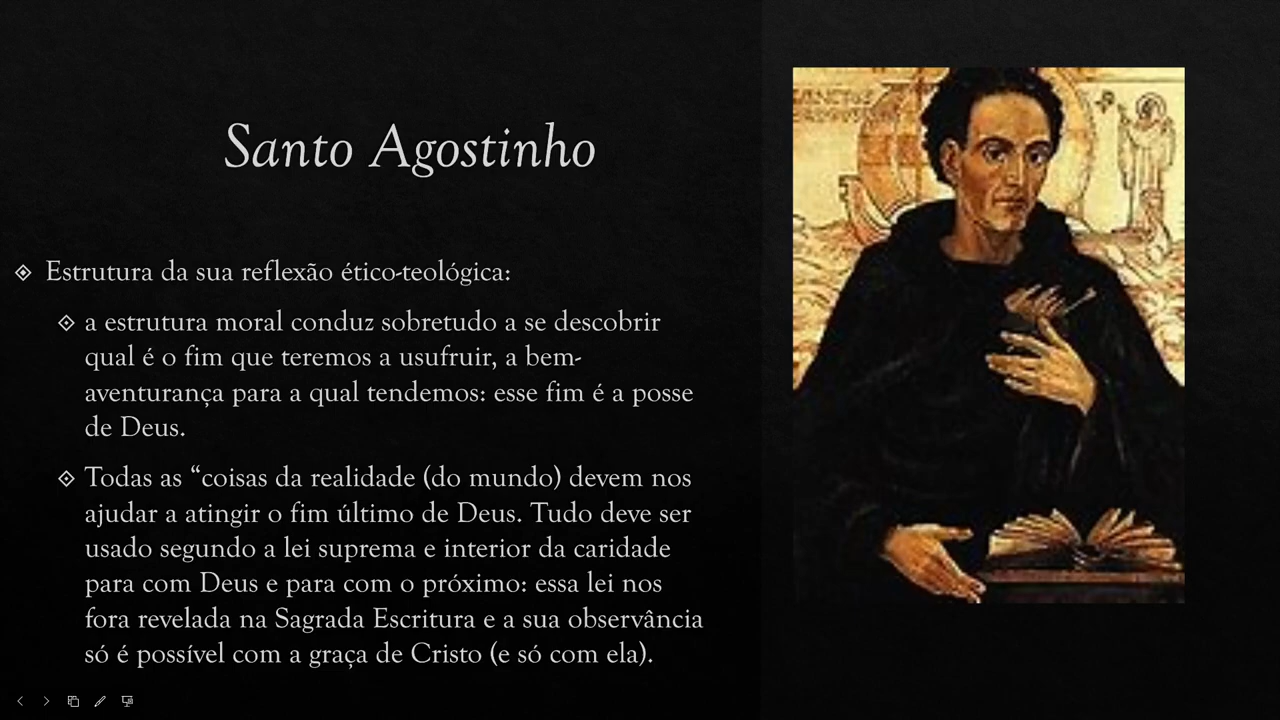 Santo Agostinho
Estrutura da sua reflexão ético-teológica:
a estrutura moral conduz sobretudo a se descobrir
qual é o fim que teremos a usufruir, a bem-
aventurança para a qual tendemos: esse fim é a posse
de Deus.
Todas as “coisas da realidade (do mundo) devem nos
ajudar a atingir o fim último de Deus. Tudo deve ser
usado segundo a lei suprema e interior da caridade
para com Deus e para com o próximo: essa lei nos
fora revelada na Sagrada Escritura e a sua observância
só é possível com a graça de Cristo (e só com ela).